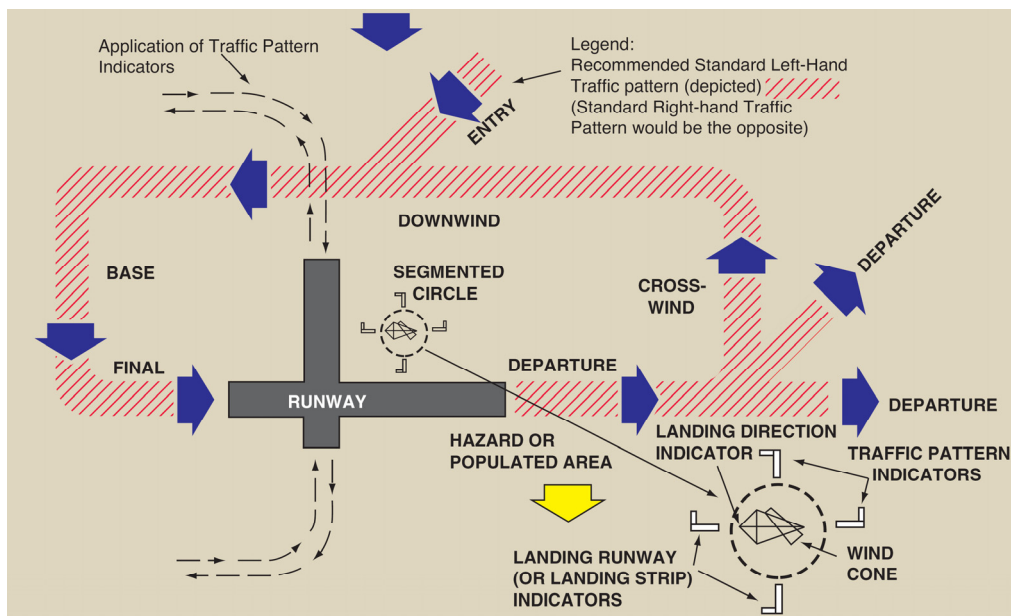 Application of Traffic Pattern
Indicators
Legend:
Recommended Standard Left-Hand
Traffic pattern (depicted)
(Standard Right-hand Traffic
Pattern would be the opposite)
ENTRY
DOWNWIND
BASE
SEGMENTED
CIRCLE
CROSS-
WIND
DEPARTURE
FINAL
DEPARTURE
RUNWAY
DEPARTURE
HAZARD OR
POPULATED AREA
LANDING DIRECTION
INDICATOR
TRAFFIC PATTERN
INDICATORS
LANDING RUNWAY
(OR LANDING STRIP)
INDICATORS
WIND
CONE